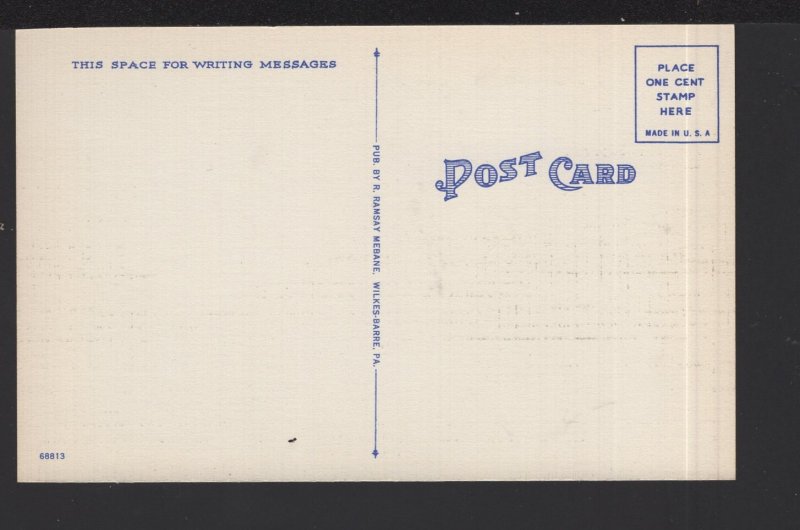 THIS SPACE FOR WRITING MESSAGES
PLACE
ONE CENT
STAMP
HERE
MADE IN U. S. A
POST CARD
PUB. BY R. RAMSAY MEBANE, WILKES-BARRE, PA.
68813